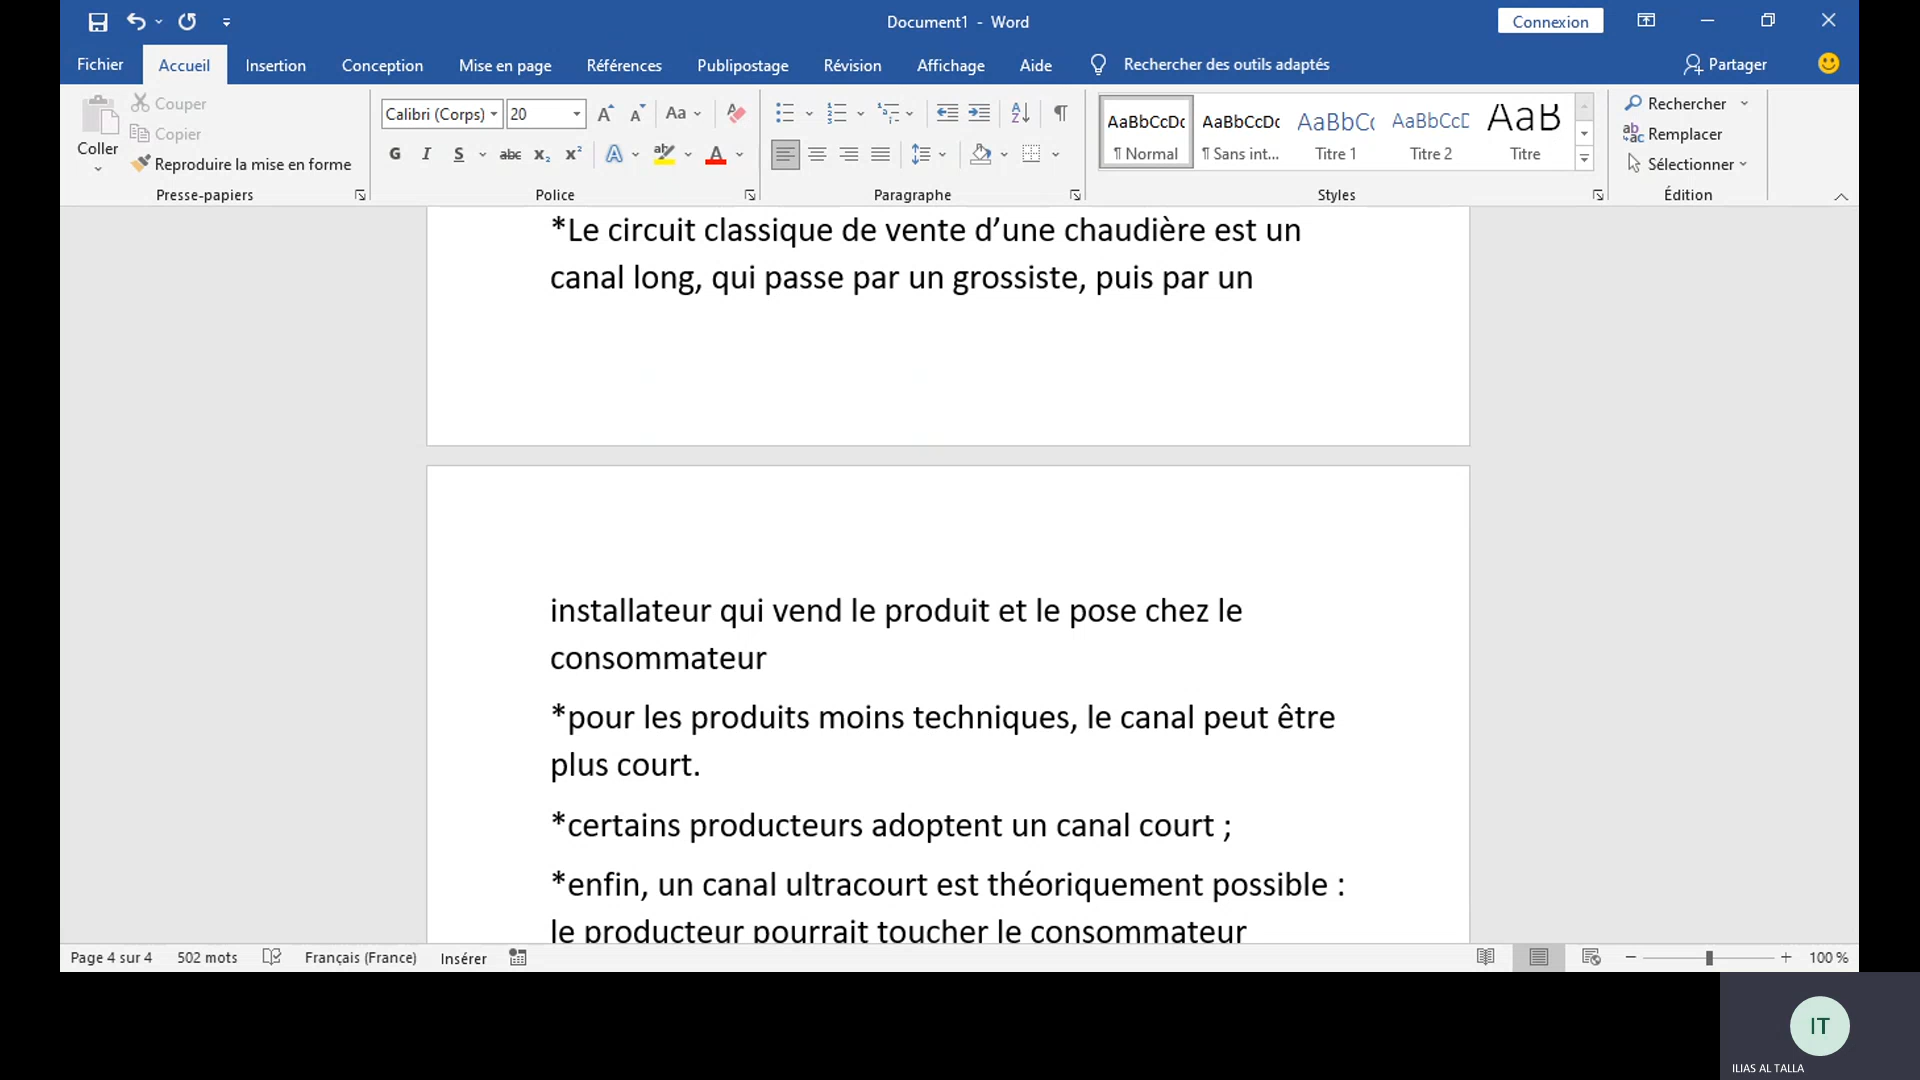 Document1 - Word
Connexion
Fichier
Accueil
Insertion
Conception
Mise en page
Références
Publipostage
Révision
Affichage
Aide
Rechercher des outils adaptés
Partager
Coller
Couper
Copier
Reproduire la mise en forme
Presse-papiers
Calibri (Corps)
20
Aa
G I S abc x₂ x²
A
A
Police
Paragraphe
AaBbCcDc
¶ Normal
AaBbCcDc
¶ Sans int...
AaBbCc
Titre 1
AaBbCcD
Titre 2
AaB
Titre
Styles
Rechercher
Remplacer
Sélectionner
Édition
*Le circuit classique de vente d’une chaudière est un
canal long, qui passe par un grossiste, puis par un
installateur qui vend le produit et le pose chez le
consommateur
*pour les produits moins techniques, le canal peut être
plus court.
*certains producteurs adoptent un canal court ;
*enfin, un canal ultracourt est théoriquement possible :
le producteur pourrait toucher le consommateur
Page 4 sur 4
502 mots
Français (France)
Insérer
100 %
IT
ILIAS AL TALLA